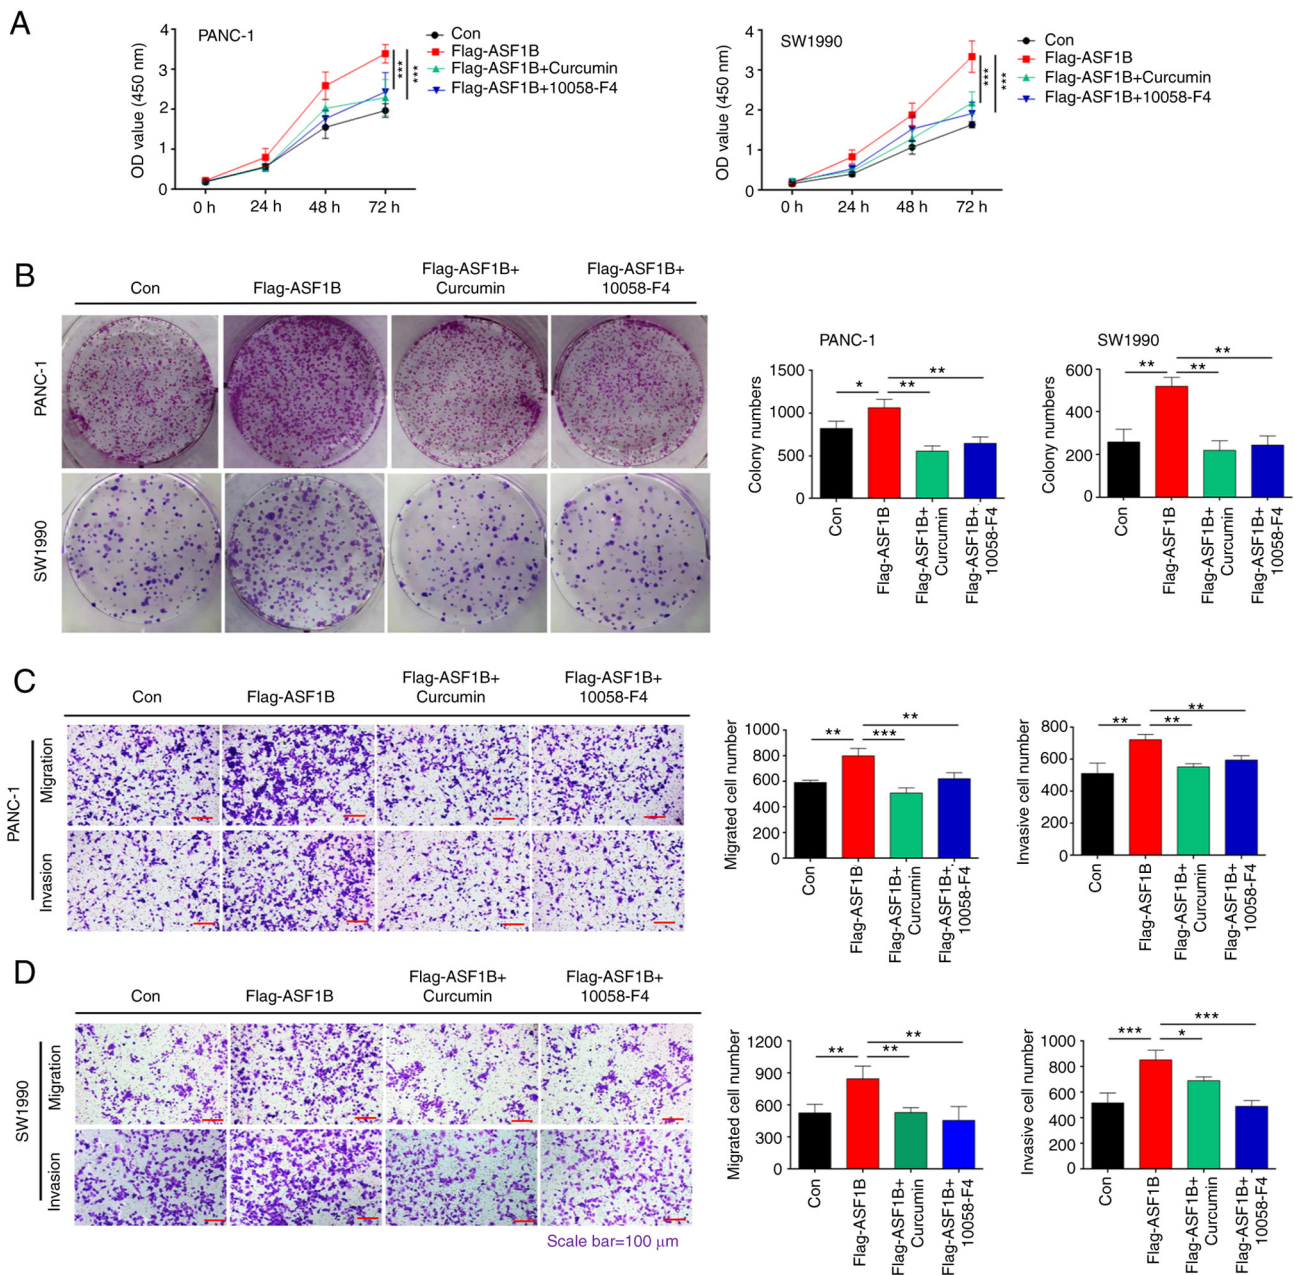 A
PANC-1
OD value (450 nm)
4
3
2
1
0
0 h
24 h
48 h
72 h
***
***
Con
Flag-ASF1B
Flag-ASF1B+Curcumin
Flag-ASF1B+10058-F4
SW1990
OD value (450 nm)
4
3
2
1
0
0 h
24 h
48 h
72 h
***
***
Con
Flag-ASF1B
Flag-ASF1B+Curcumin
Flag-ASF1B+10058-F4
B
Con
Flag-ASF1B
Flag-ASF1B+
Curcumin
Flag-ASF1B+
10058-F4
PANC-1
SW1990
PANC-1
Colony numbers
1500
1000
500
0
*
**
**
Con
Flag-ASF1B
Flag-ASF1B+
Curcumin
Flag-ASF1B+
10058-F4
SW1990
Colony numbers
600
400
200
0
**
**
**
Con
Flag-ASF1B
Flag-ASF1B+
Curcumin
Flag-ASF1B+
10058-F4
C
Con
Flag-ASF1B
Flag-ASF1B+
Curcumin
Flag-ASF1B+
10058-F4
PANC-1
Migration
Invasion
Migrated cell number
1000
800
600
400
200
0
**
***
**
Con
Flag-ASF1B
Flag-ASF1B+
Curcumin
Flag-ASF1B+
10058-F4
Invasive cell number
800
600
400
200
0
**
**
**
Con
Flag-ASF1B
Flag-ASF1B+
Curcumin
Flag-ASF1B+
10058-F4
D
Con
Flag-ASF1B
Flag-ASF1B+
Curcumin
Flag-ASF1B+
10058-F4
SW1990
Migration
Invasion
Scale bar=100 μm
Migrated cell number
1200
900
600
300
0
**
**
**
Con
Flag-ASF1B
Flag-ASF1B+
Curcumin
Flag-ASF1B+
10058-F4
Invasive cell number
1000
800
600
400
200
0
***
*
***
Con
Flag-ASF1B
Flag-ASF1B+
Curcumin
Flag-ASF1B+
10058-F4